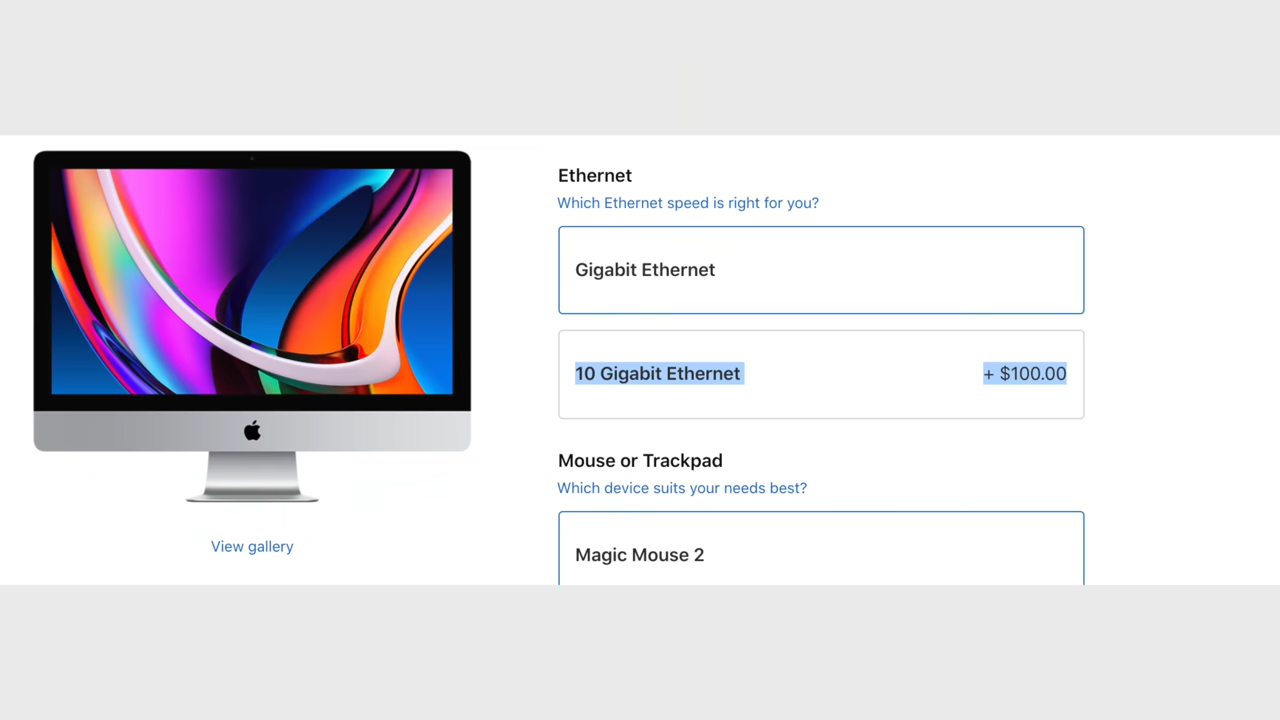 Ethernet
Which Ethernet speed is right for you?
Gigabit Ethernet
10 Gigabit Ethernet + $100.00
Mouse or Trackpad
Which device suits your needs best?
Magic Mouse 2
View gallery